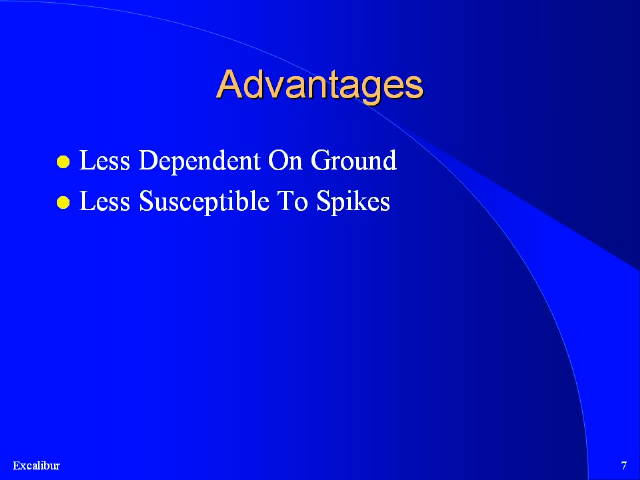 Advantages
Less Dependent On Ground
Less Susceptible To Spikes
Excalibur
7